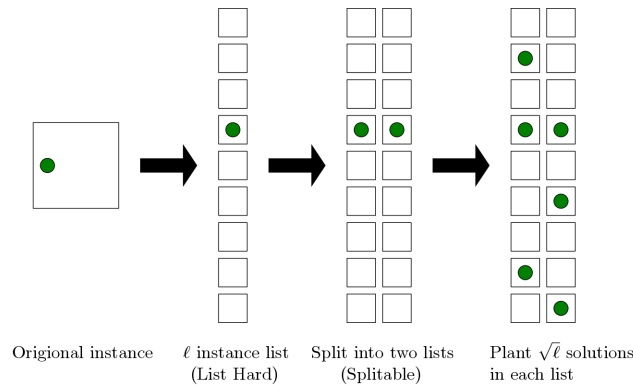 Origional instance
ℓ instance list
(List Hard)
Split into two lists
(Splitable)
Plant √ℓ solutions
in each list